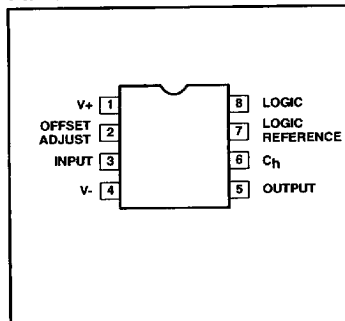 V+ 1
OFFSET ADJUST 2
INPUT 3
V- 4
8 LOGIC
7 LOGIC REFERENCE
6 Ch
5 OUTPUT